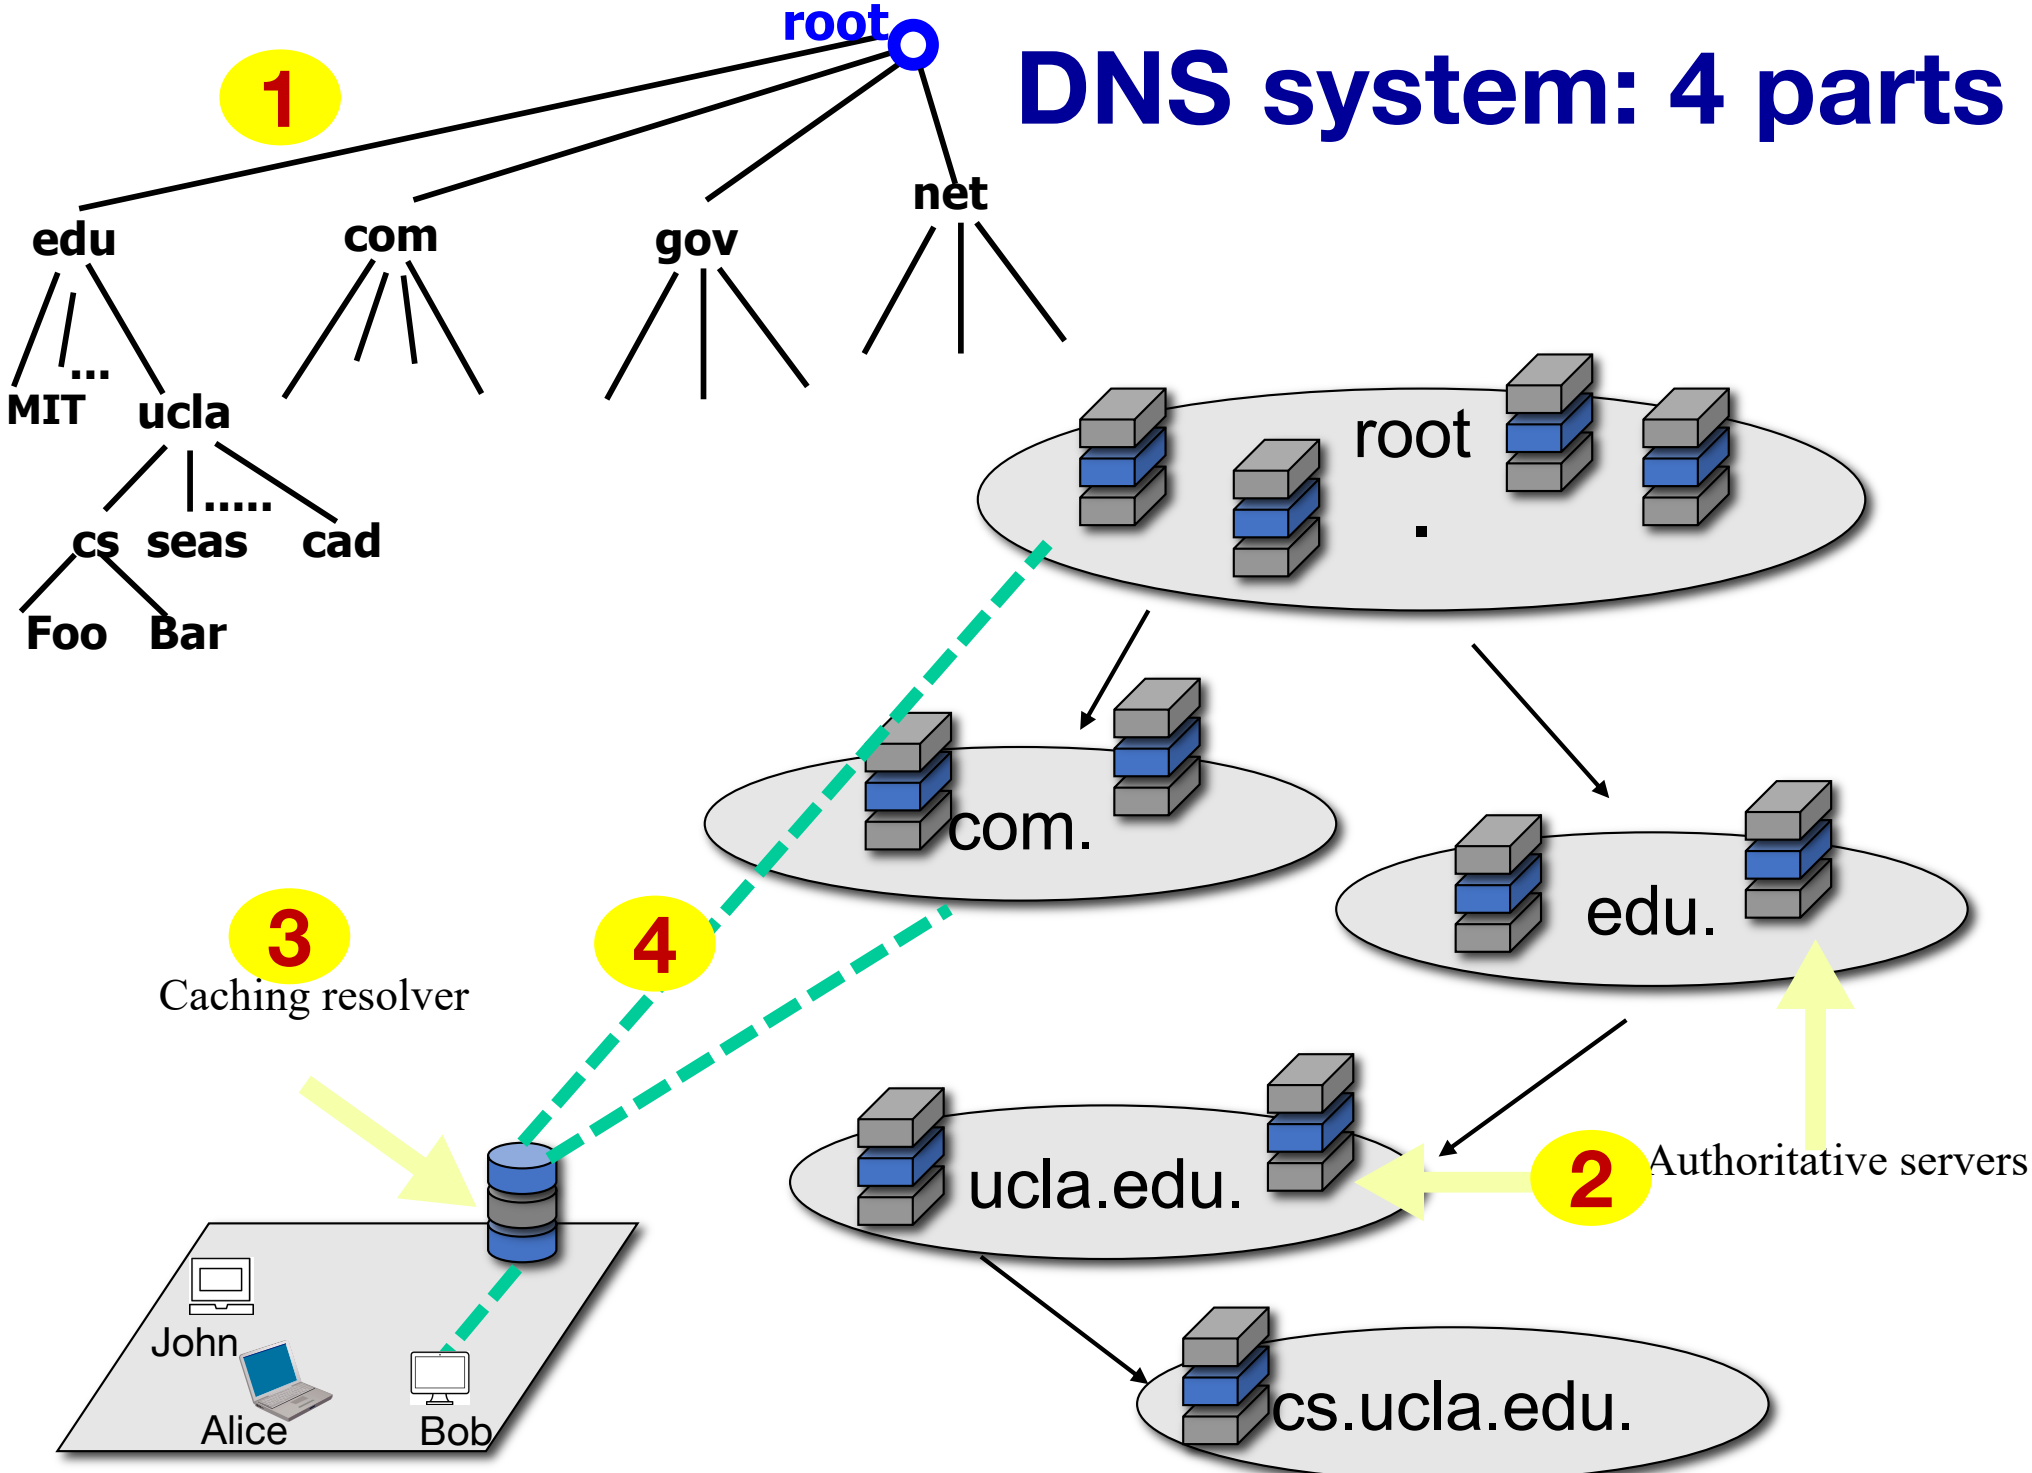 root
DNS system: 4 parts
1
net
edu
com
gov
...
MIT
ucla
.....
cs
seas
cad
Foo
Bar
root
.
com.
edu.
3
4
Caching resolver
2
Authoritative servers
ucla.edu.
John
Alice
Bob
cs.ucla.edu.